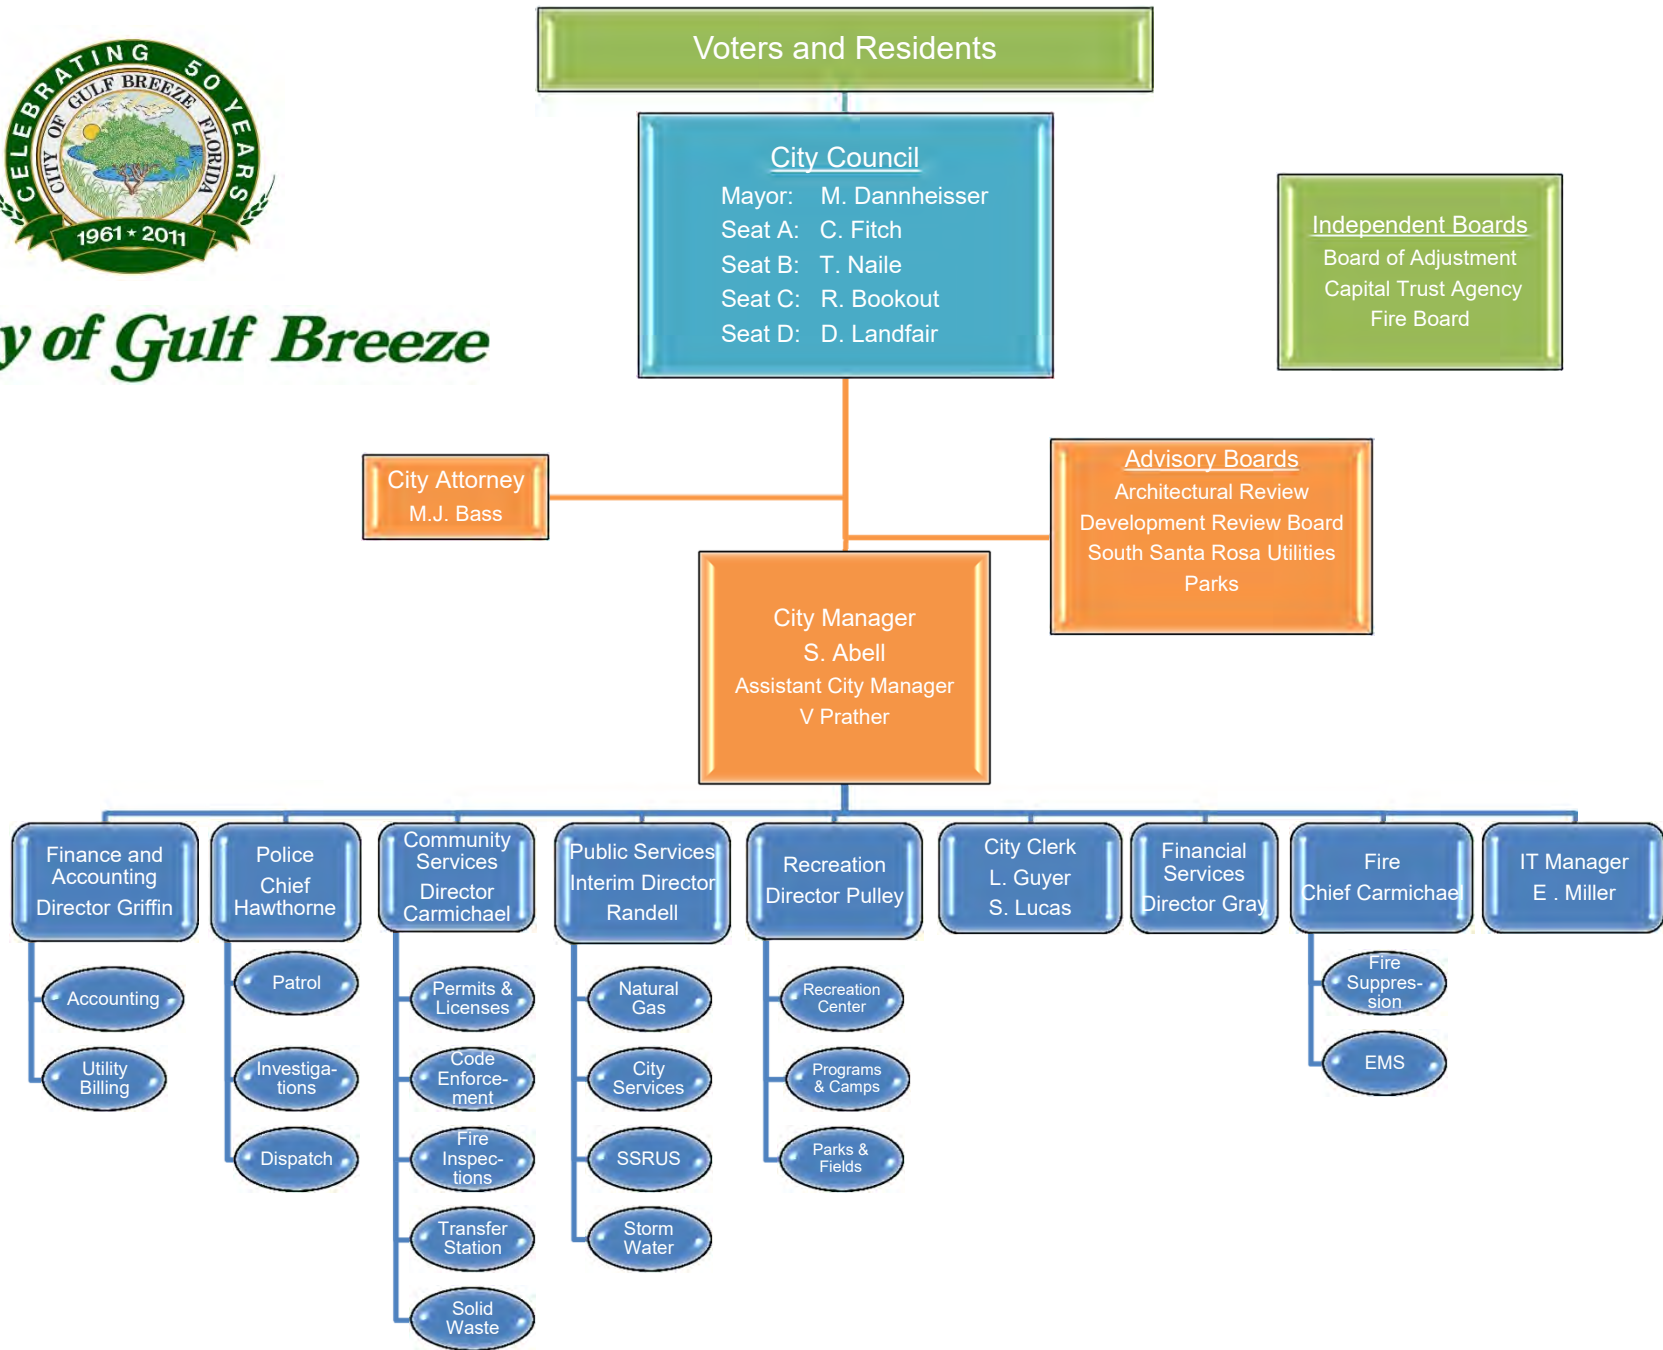 Voters and Residents
CELEBRATING 50 YEARS
CITY OF GULF BREEZE FLORIDA
1961 ★ 2011
y of Gulf Breeze
City Council
Mayor: M. Dannheisser
Seat A: C. Fitch
Seat B: T. Naile
Seat C: R. Bookout
Seat D: D. Landfair
Independent Boards
Board of Adjustment
Capital Trust Agency
Fire Board
City Attorney
M.J. Bass
Advisory Boards
Architectural Review
Development Review Board
South Santa Rosa Utilities
Parks
City Manager
S. Abell
Assistant City Manager
V Prather
Finance and
Accounting
Director Griffin
Accounting
Utility
Billing
Police
Chief
Hawthorne
Patrol
Investiga-
tions
Dispatch
Community
Services
Director
Carmichael
Permits &
Licenses
Code
Enforce-
ment
Fire
Inspec-
tions
Transfer
Station
Solid
Waste
Public Services
Interim Director
Randell
Natural
Gas
City
Services
SSRUS
Storm
Water
Recreation
Director Pulley
Recreation
Center
Programs
& Camps
Parks &
Fields
City Clerk
L. Guyer
S. Lucas
Financial
Services
Director Gray
Fire
Chief Carmichael
Fire
Suppres-
sion
EMS
IT Manager
E . Miller